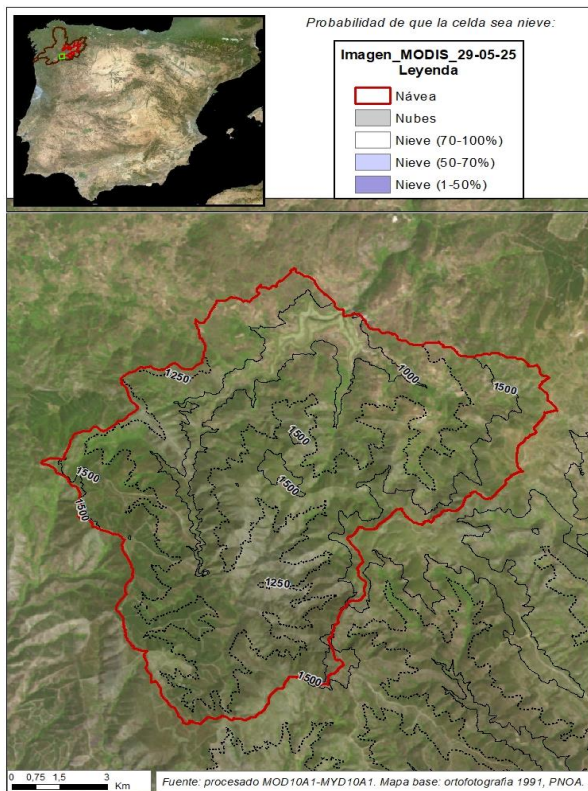 Probabilidad de que la celda sea nieve:
Imagen_MODIS_29-05-25
Leyenda
Návea
Nubes
Nieve (70-100%)
Nieve (50-70%)
Nieve (1-50%)
1250
1000
1500
1500
1500
1500
1500
1250
1500
0 0,75 1,5 3
Km
Fuente: procesado MOD10A1-MYD10A1. Mapa base: ortofotografía 1991, PNOA.